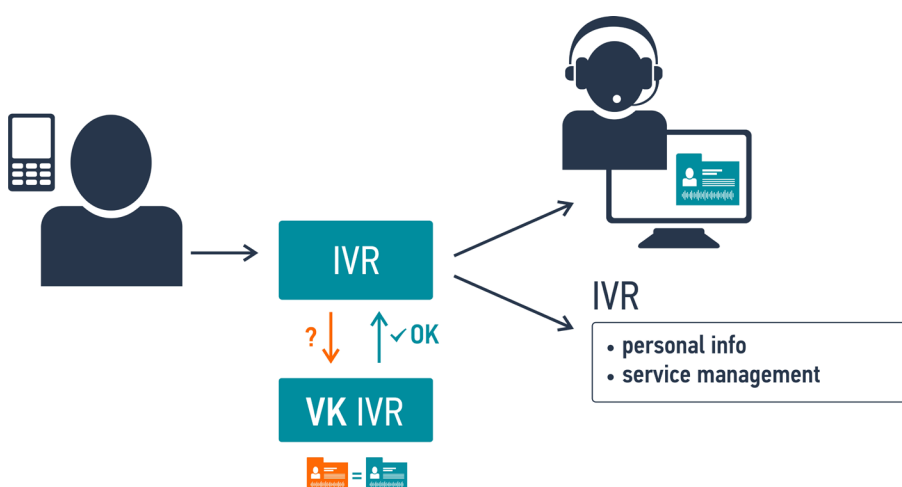 IVR
?
✓OK
VK IVR
=
IVR
• personal info
• service management